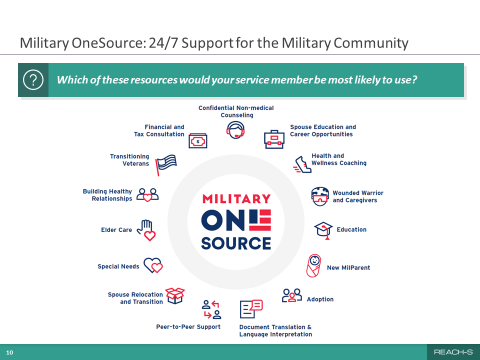 Military OneSource: 24/7 Support for the Military Community
?
Which of these resources would your service member be most likely to use?
Confidential Non-medical
Counseling
Financial and
Tax Consultation
$
Spouse Education and
Career Opportunities
Transitioning
Veterans
Health and
Wellness Coaching
Building Healthy
Relationships
Wounded Warrior
and Caregivers
MILITARY
ONE
SOURCE
Elder Care
Education
Special Needs
New MilParent
Spouse Relocation
and Transition
Adoption
Peer-to-Peer Support
Document Translation &
Language Interpretation
10
REACH-S